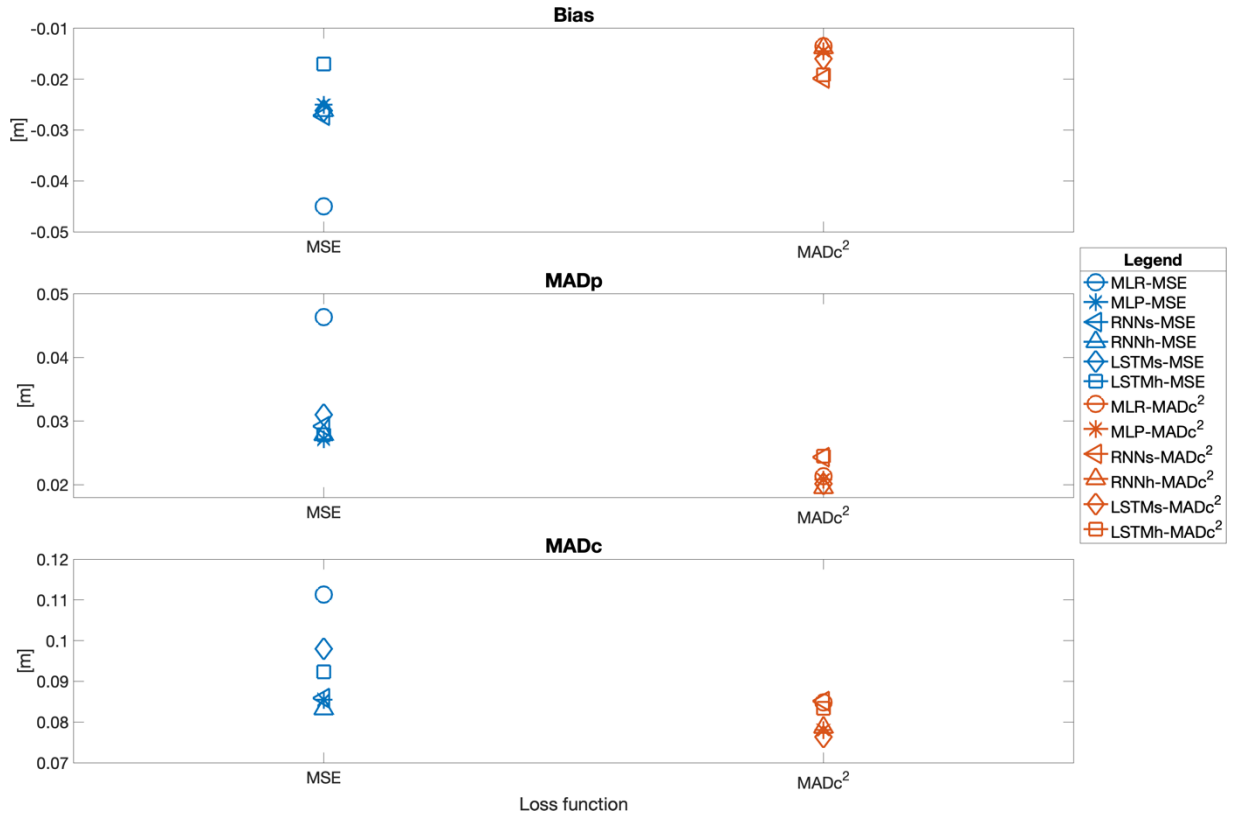 Bias
-0.01
-0.02
-0.03
-0.04
-0.05
[m]
MSE
MADc²
MADp
0.05
0.04
0.03
0.02
[m]
MSE
MADc²
MADc
0.12
0.11
0.1
0.09
0.08
0.07
[m]
MSE
MADc²
Loss function
Legend
MLR-MSE
MLP-MSE
RNNs-MSE
RNNh-MSE
LSTMs-MSE
LSTMh-MSE
MLR-MADc²
MLP-MADc²
RNNs-MADc²
RNNh-MADc²
LSTMs-MADc²
LSTMh-MADc²